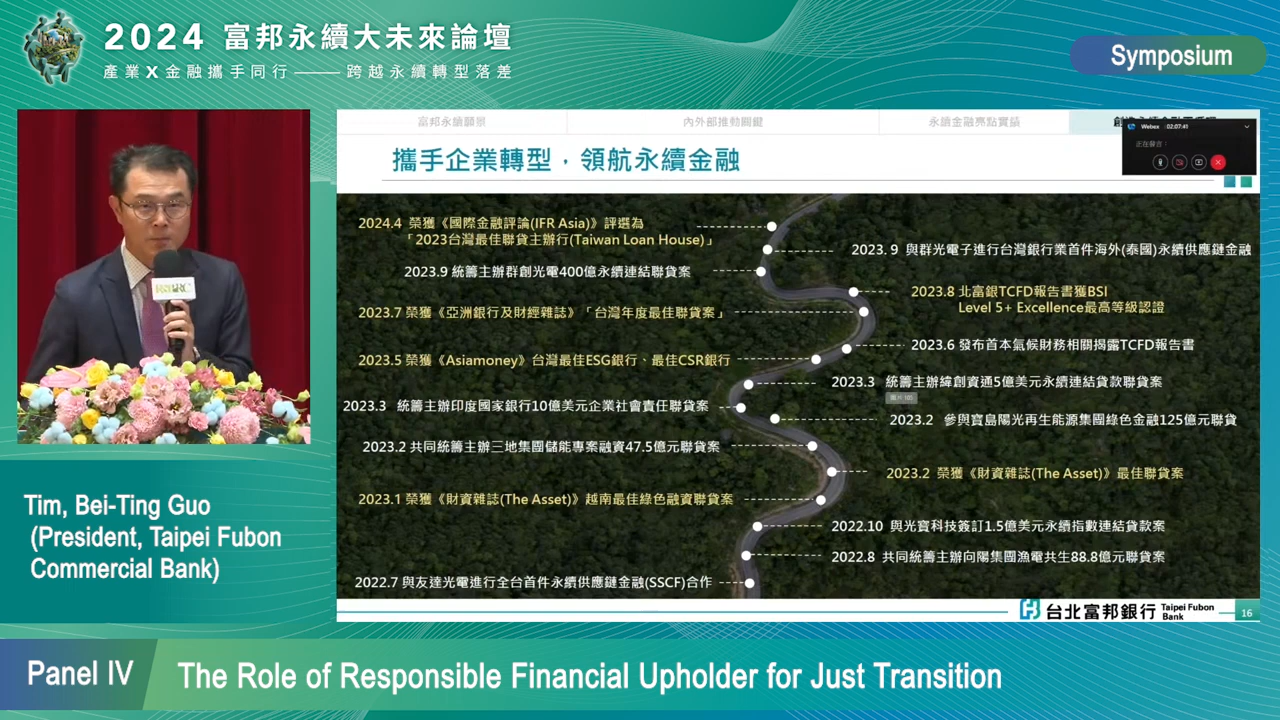 2024 富邦永續大未來論壇
產業X金融攜手同行——跨越永續轉型落差
Symposium
富邦永續願景
內外部推動關鍵
永續金融亮點實績
Webex 02:07:41
正在聲言：
攜手企業轉型，領航永續金融
2024.4 榮獲《國際金融評論(IFR Asia)》評選為
「2023台灣最佳聯貸主辦行(Taiwan Loan House)」
2023. 9 與群光電子進行台灣銀行業首件海外(泰國)永續供應鏈金融
2023.9 統籌主辦群創光電400億永續連結聯貸案
2023.8 北富銀TCFD報告書獲BSI
Level 5+ Excellence最高等級認證
2023.7 榮獲《亞洲銀行及財經雜誌》「台灣年度最佳聯貸案」
2023.6 發布首本氣候財務相關揭露TCFD報告書
2023.5 榮獲《Asiamoney》台灣最佳ESG銀行、最佳CSR銀行
2023.3 統籌主辦緯創資通5億美元永續連結貸款聯貸案
圖片 185
2023.3 統籌主辦印度國家銀行10億美元企業社會責任聯貸案
2023.2 參與寶島陽光再生能源集團綠色金融125億元聯貸
2023.2 共同統籌主辦三地集團儲能專案融資47.5億元聯貸案
2023.2 榮獲《財資雜誌(The Asset)》最佳聯貸案
2023.1 榮獲《財資雜誌(The Asset)》越南最佳綠色融資聯貸案
2022.10 與光寶科技簽訂1.5億美元永續指數連結貸款案
2022.8 共同統籌主辦向陽集團漁電共生88.8億元聯貸案
2022.7 與友達光電進行全台首件永續供應鏈金融(SSCF)合作
台北富邦銀行 Taipei Fubon
Bank
16
Tim, Bei-Ting Guo
(President, Taipei Fubon
Commercial Bank)
Panel IV
The Role of Responsible Financial Upholder for Just Transition